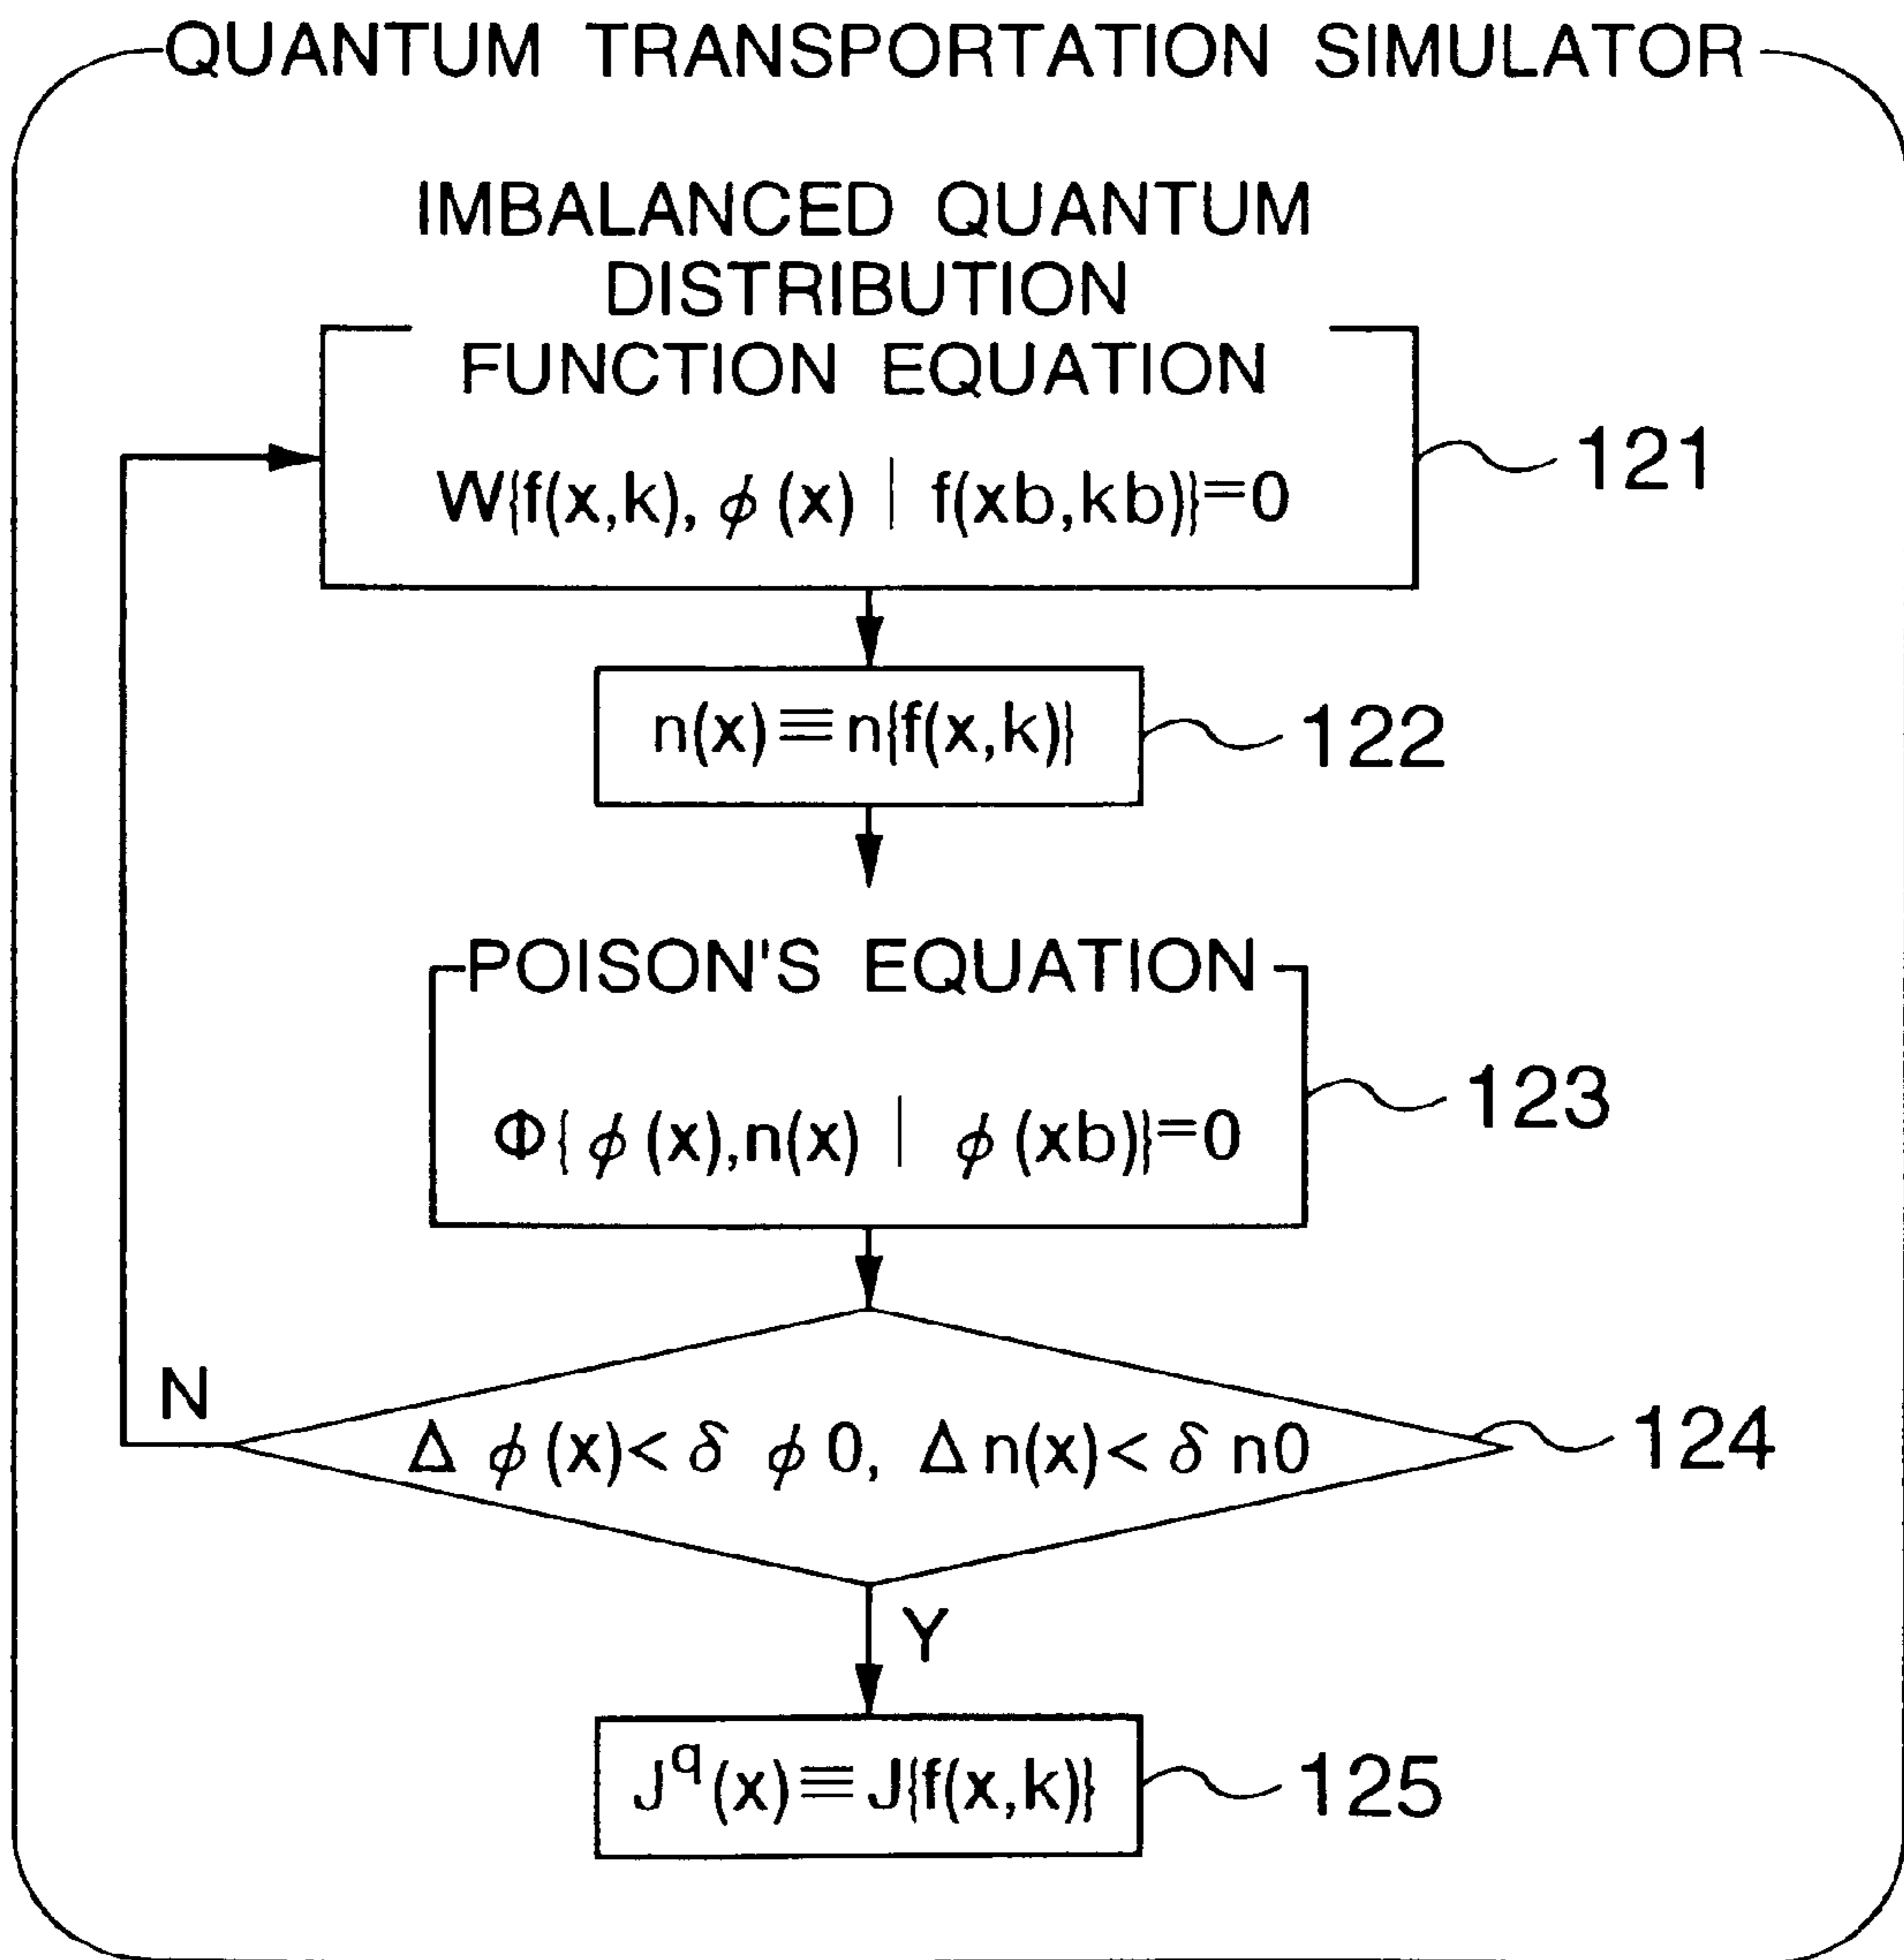 QUANTUM TRANSPORTATION SIMULATOR
IMBALANCED QUANTUM
DISTRIBUTION
FUNCTION EQUATION
W{f(x,k), ϕ(x) | f(xb,kb)}=0
121
n(x)≡n{f(x,k)}
122
POISON'S EQUATION
Φ{ϕ(x),n(x) | ϕ(xb)}=0
123
N
Δϕ(x)<δϕ0, Δn(x)<δn0
124
Y
J^q(x)≡J{f(x,k)}
125